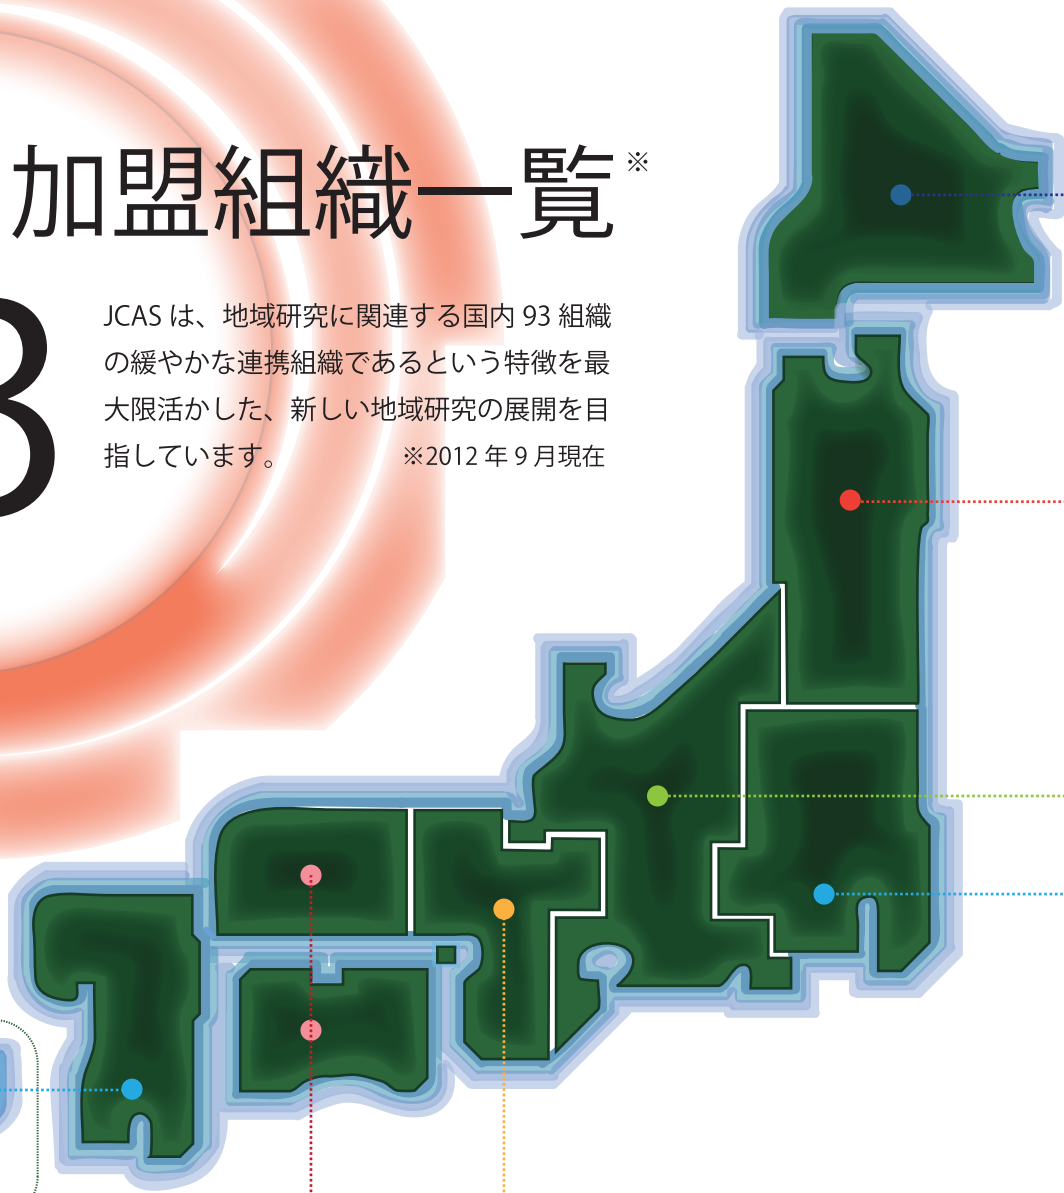 加盟組織一覧※
3
JCAS は、地域研究に関連する国内 93 組織
の緩やかな連携組織であるという特徴を最
大限活かした、新しい地域研究の展開を目
指しています。 ※2012 年 9 月現在